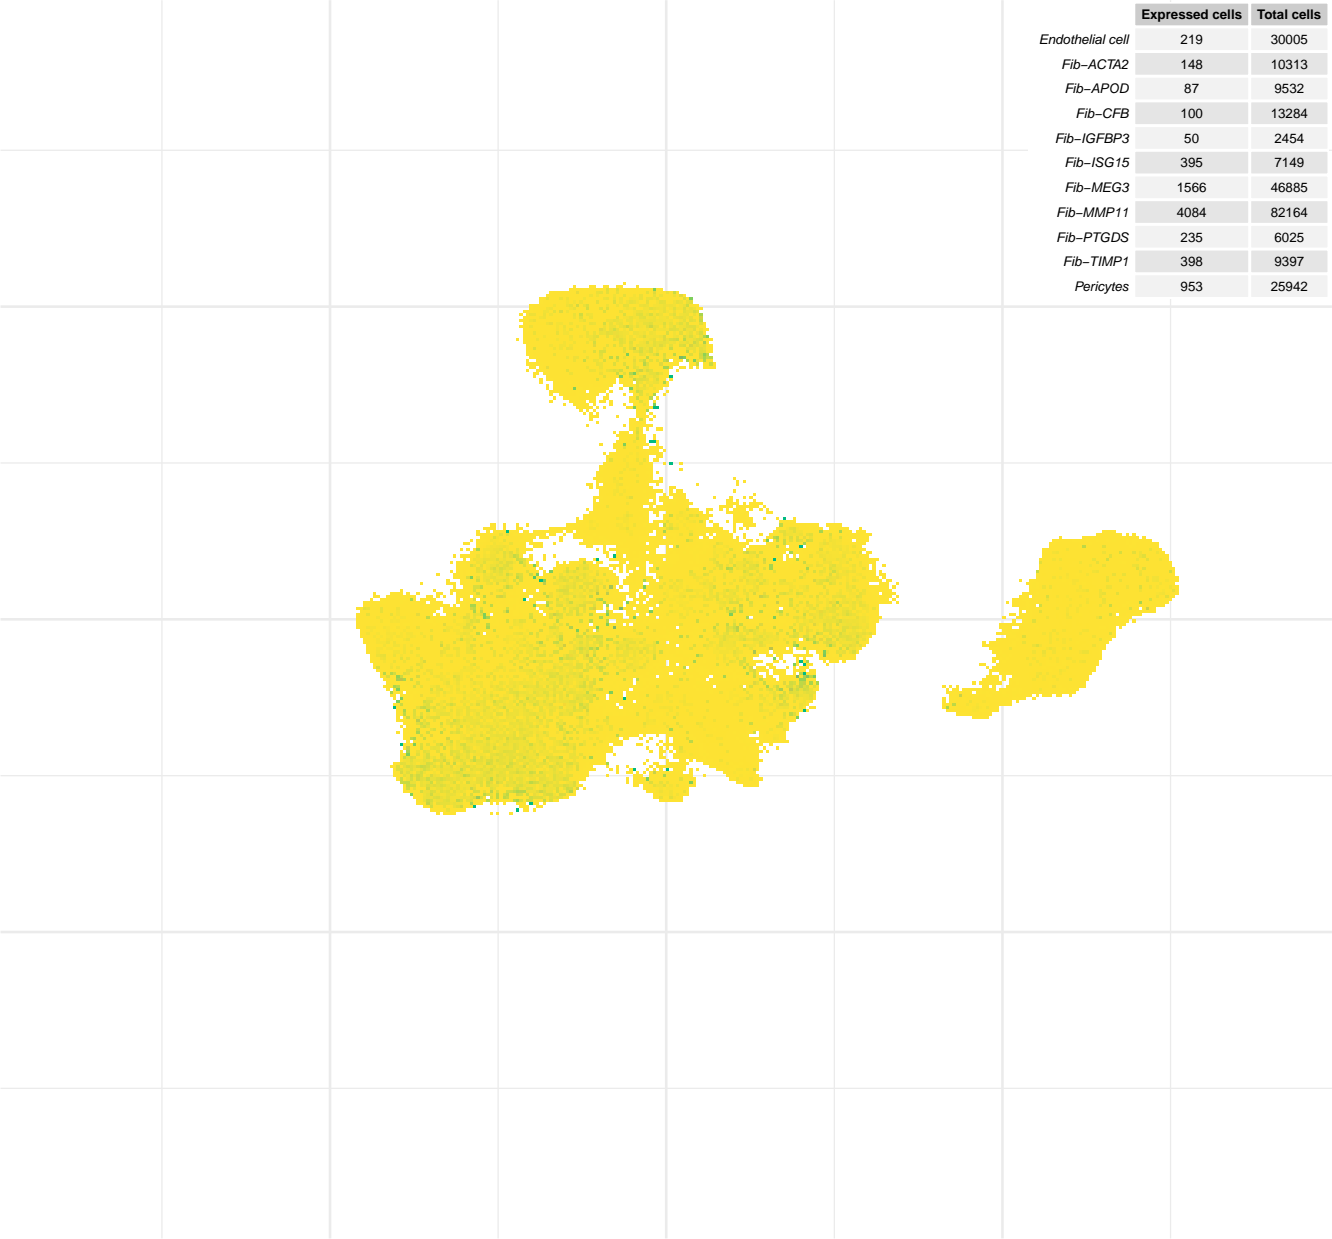 Expressed cells Total cells
Endothelial cell 219 30005
Fib−ACTA2 148 10313
Fib−APOD 87 9532
Fib−CFB 100 13284
Fib−IGFBP3 50 2454
Fib−ISG15 395 7149
Fib−MEG3 1566 46885
Fib−MMP11 4084 82164
Fib−PTGDS 235 6025
Fib−TIMP1 398 9397
Pericytes 953 25942